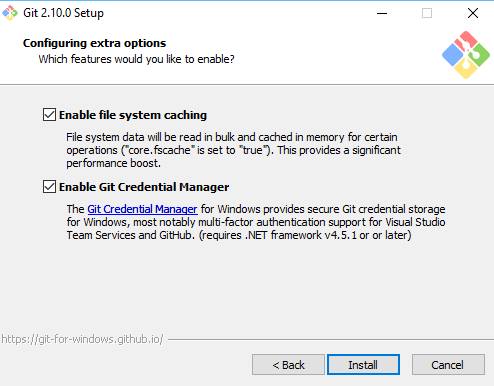 Git 2.10.0 Setup
Configuring extra options
Which features would you like to enable?
Enable file system caching
File system data will be read in bulk and cached in memory for certain
operations ("core.fscache" is set to "true"). This provides a significant
performance boost.
Enable Git Credential Manager
The Git Credential Manager for Windows provides secure Git credential storage
for Windows, most notably multi-factor authentication support for Visual Studio
Team Services and GitHub. (requires .NET framework v4.5.1 or or later)
https://git-for-windows.github.io/
< Back
Install
Cancel